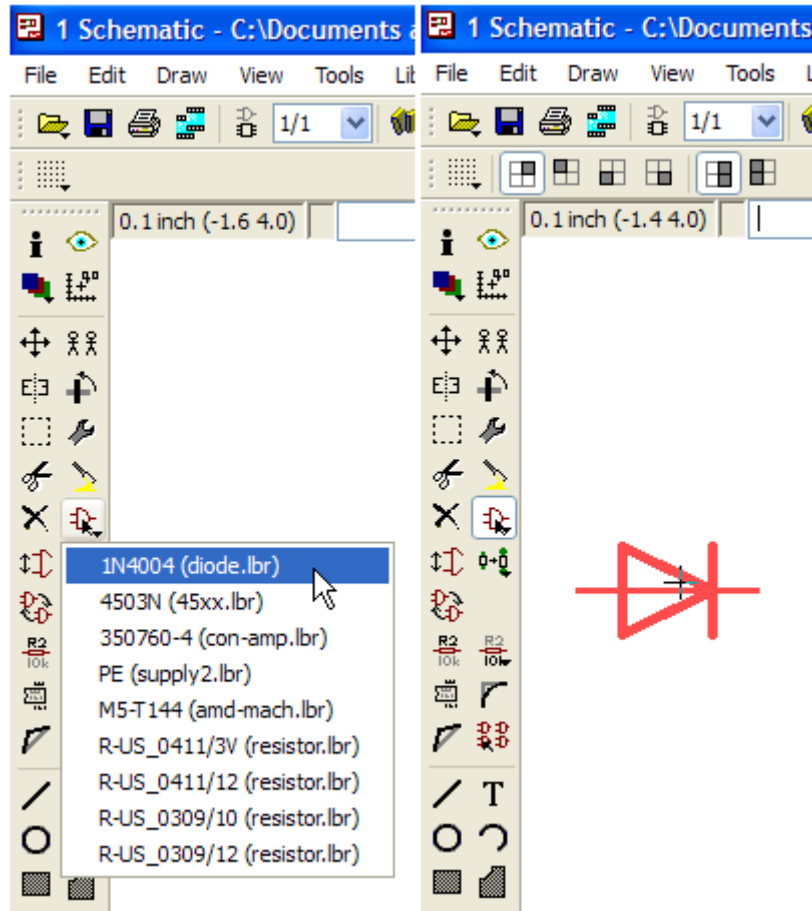 1 Schematic - C:\Documents a
File Edit Draw View Tools Lib
1/1
0.1 inch (-1.6 4.0)
R2
10k
1N4004 (diode.lbr)
4503N (45xx.lbr)
350760-4 (con-amp.lbr)
PE (supply2.lbr)
M5-T144 (amd-mach.lbr)
R-US_0411/3V (resistor.lbr)
R-US_0411/12 (resistor.lbr)
R-US_0309/10 (resistor.lbr)
R-US_0309/12 (resistor.lbr)
1 Schematic - C:\Documents
File Edit Draw View Tools L
1/1
0.1 inch (-1.4 4.0)
R2 R2
10k 10k
T